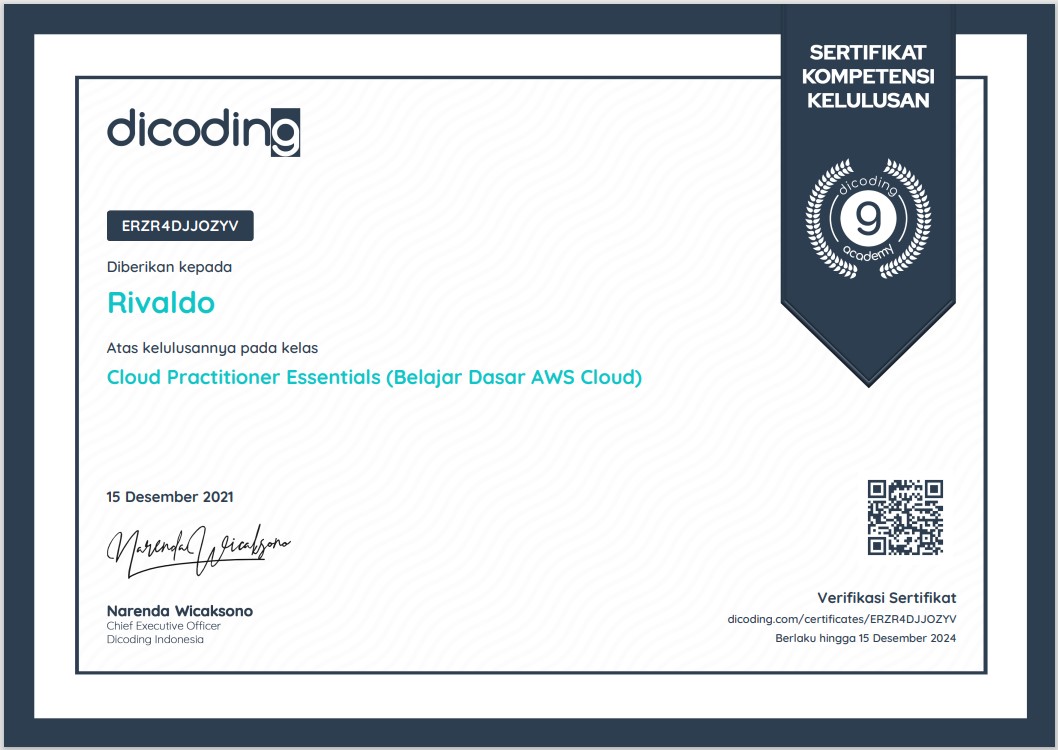 SERTIFIKAT
KOMPETENSI
KELULUSAN
dicoding
dicoding
9
academy
ERZR4DJJOZYV
Diberikan kepada
Rivaldo
Atas kelulusannya pada kelas
Cloud Practitioner Essentials (Belajar Dasar AWS Cloud)
15 Desember 2021
Narenda Wicaksono
Narenda Wicaksono
Chief Executive Officer
Dicoding Indonesia
Verifikasi Sertifikat
dicoding.com/certificates/ERZR4DJJOZYV
Berlaku hingga 15 Desember 2024